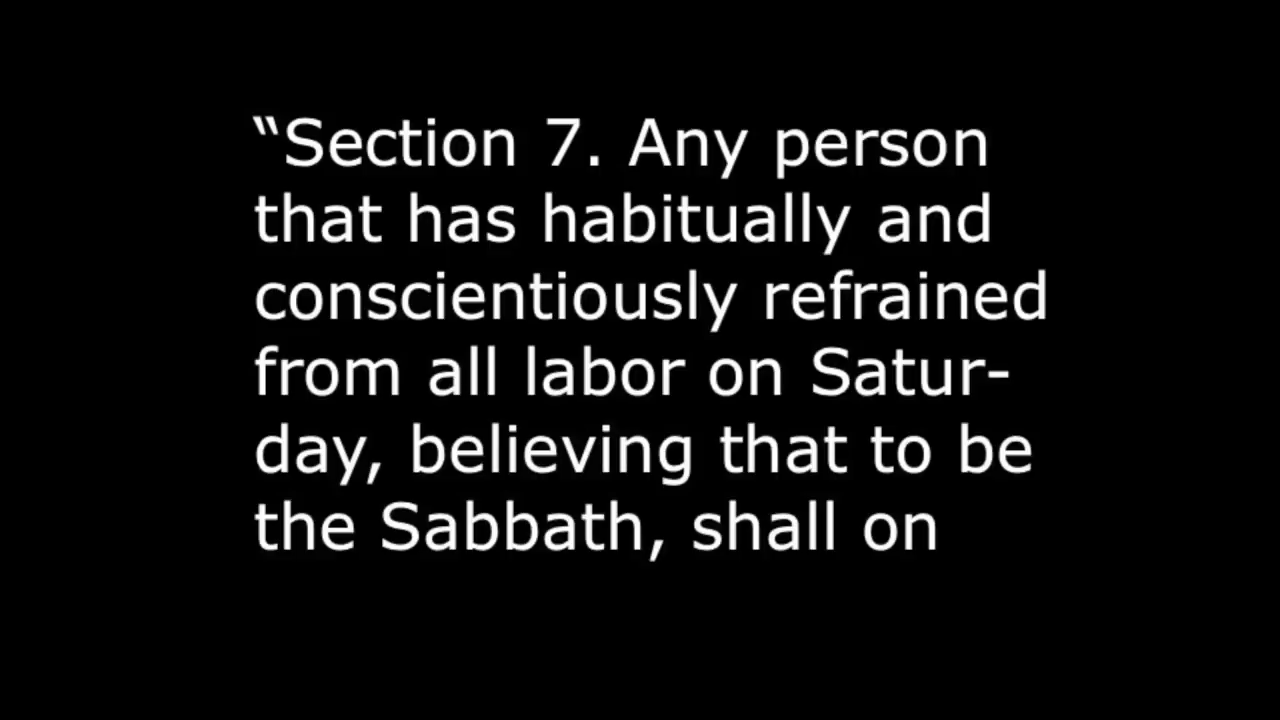 “Section 7. Any person
that has habitually and
conscientiously refrained
from all labor on Satur-
day, believing that to be
the Sabbath, shall on